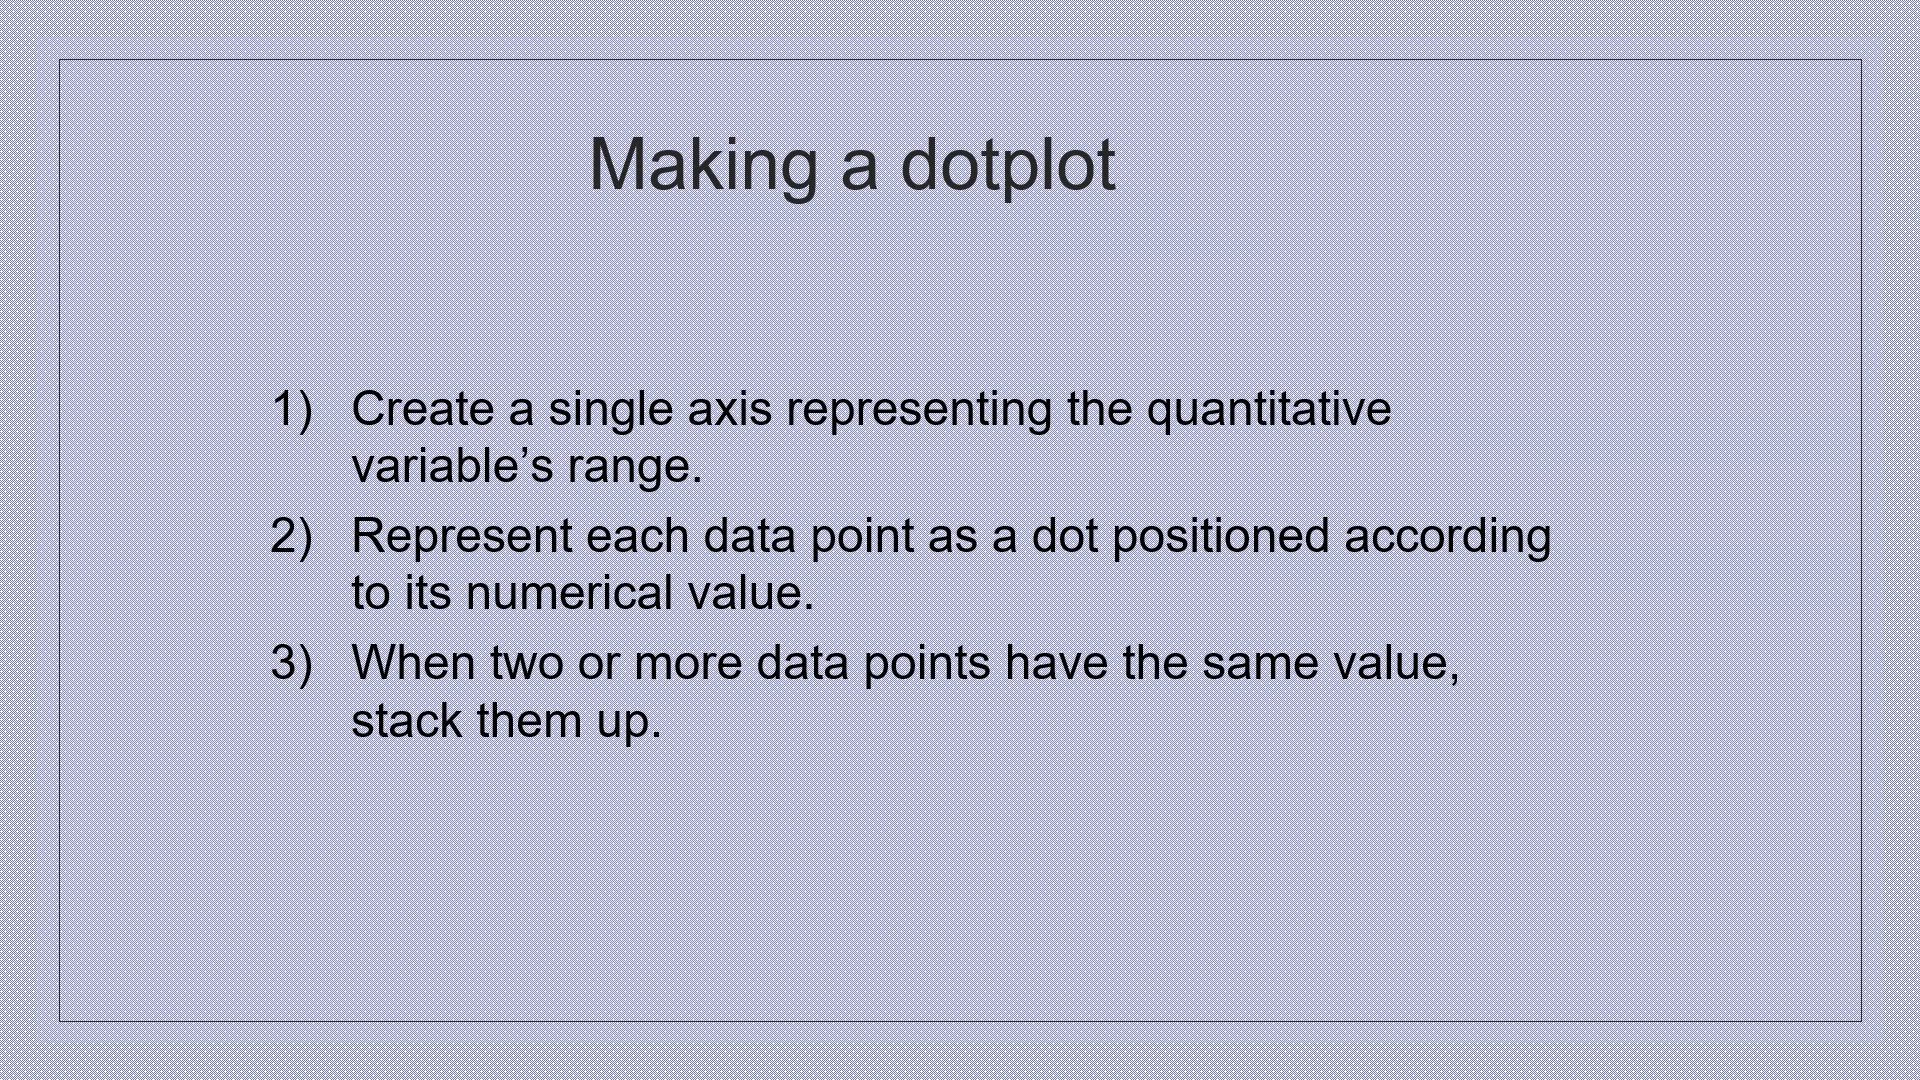 Making a dotplot
1) Create a single axis representing the quantitative
variable’s range.
2) Represent each data point as a dot positioned according
to its numerical value.
3) When two or more data points have the same value,
stack them up.